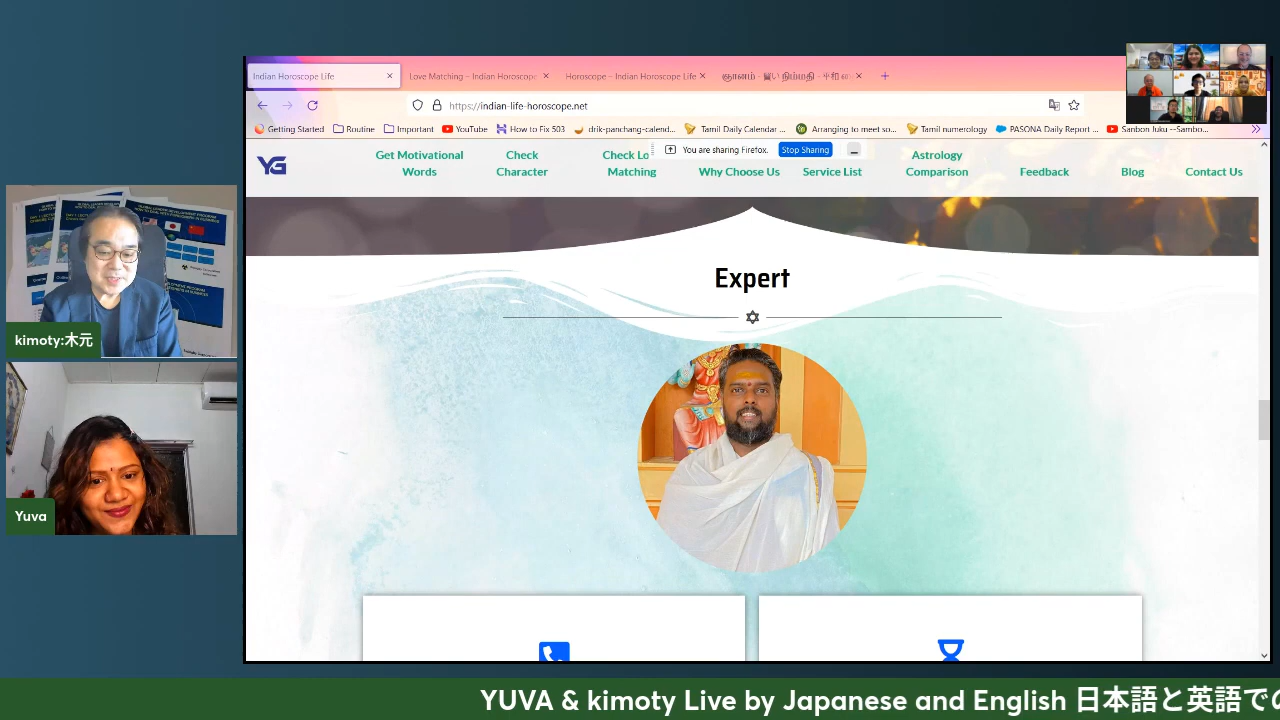 Indian Horoscope Life
Love Matching – Indian Horoscope
Horoscope – Indian Horoscope Life
https://indian-life-horoscope.net
Getting Started
Routine
Important
YouTube
How to Fix 503
drik-panchang-calend...
Tamil Daily Calendar ...
Arranging to meet so...
Tamil numerology
PASONA Daily Report ...
Sanbon Juku --Sambo...
You are sharing Firefox.
Stop Sharing
YG
Get Motivational
Words
Check
Character
Check Lo
Matching
Why Choose Us
Service List
Astrology
Comparison
Feedback
Blog
Contact Us
Expert
kimoty:木元
Yuva
YUVA & kimoty Live by Japanese and English 日本語と英語での